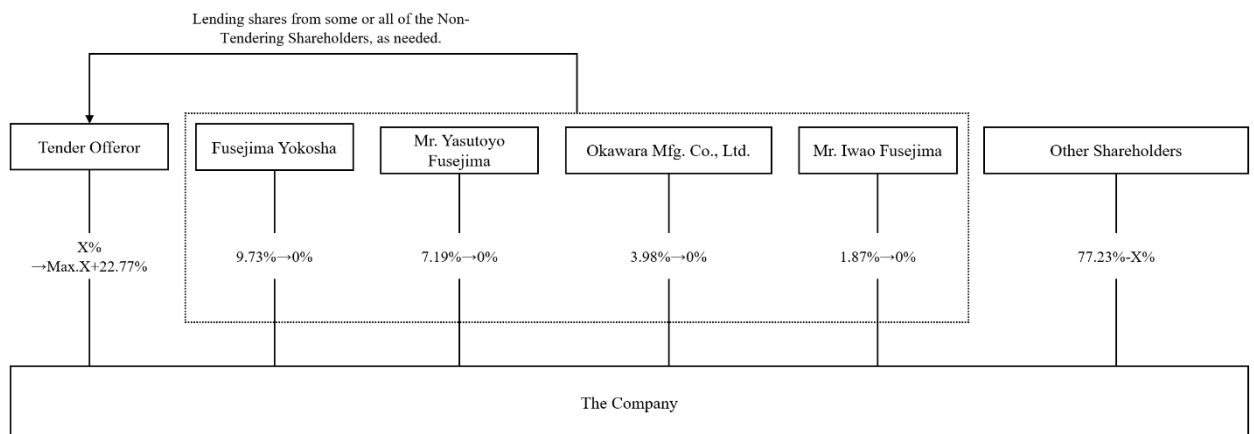 Lending shares from some or all of the Non-
Tendering Shareholders, as needed.
Tender Offeror
Fusejima Yokosha
Mr. Yasutoyo
Fusejima
Okawara Mfg. Co., Ltd.
Mr. Iwao Fusejima
Other Shareholders
X%
→Max.X+22.77%
9.73%→0%
7.19%→0%
3.98%→0%
1.87%→0%
77.23%-X%
The Company